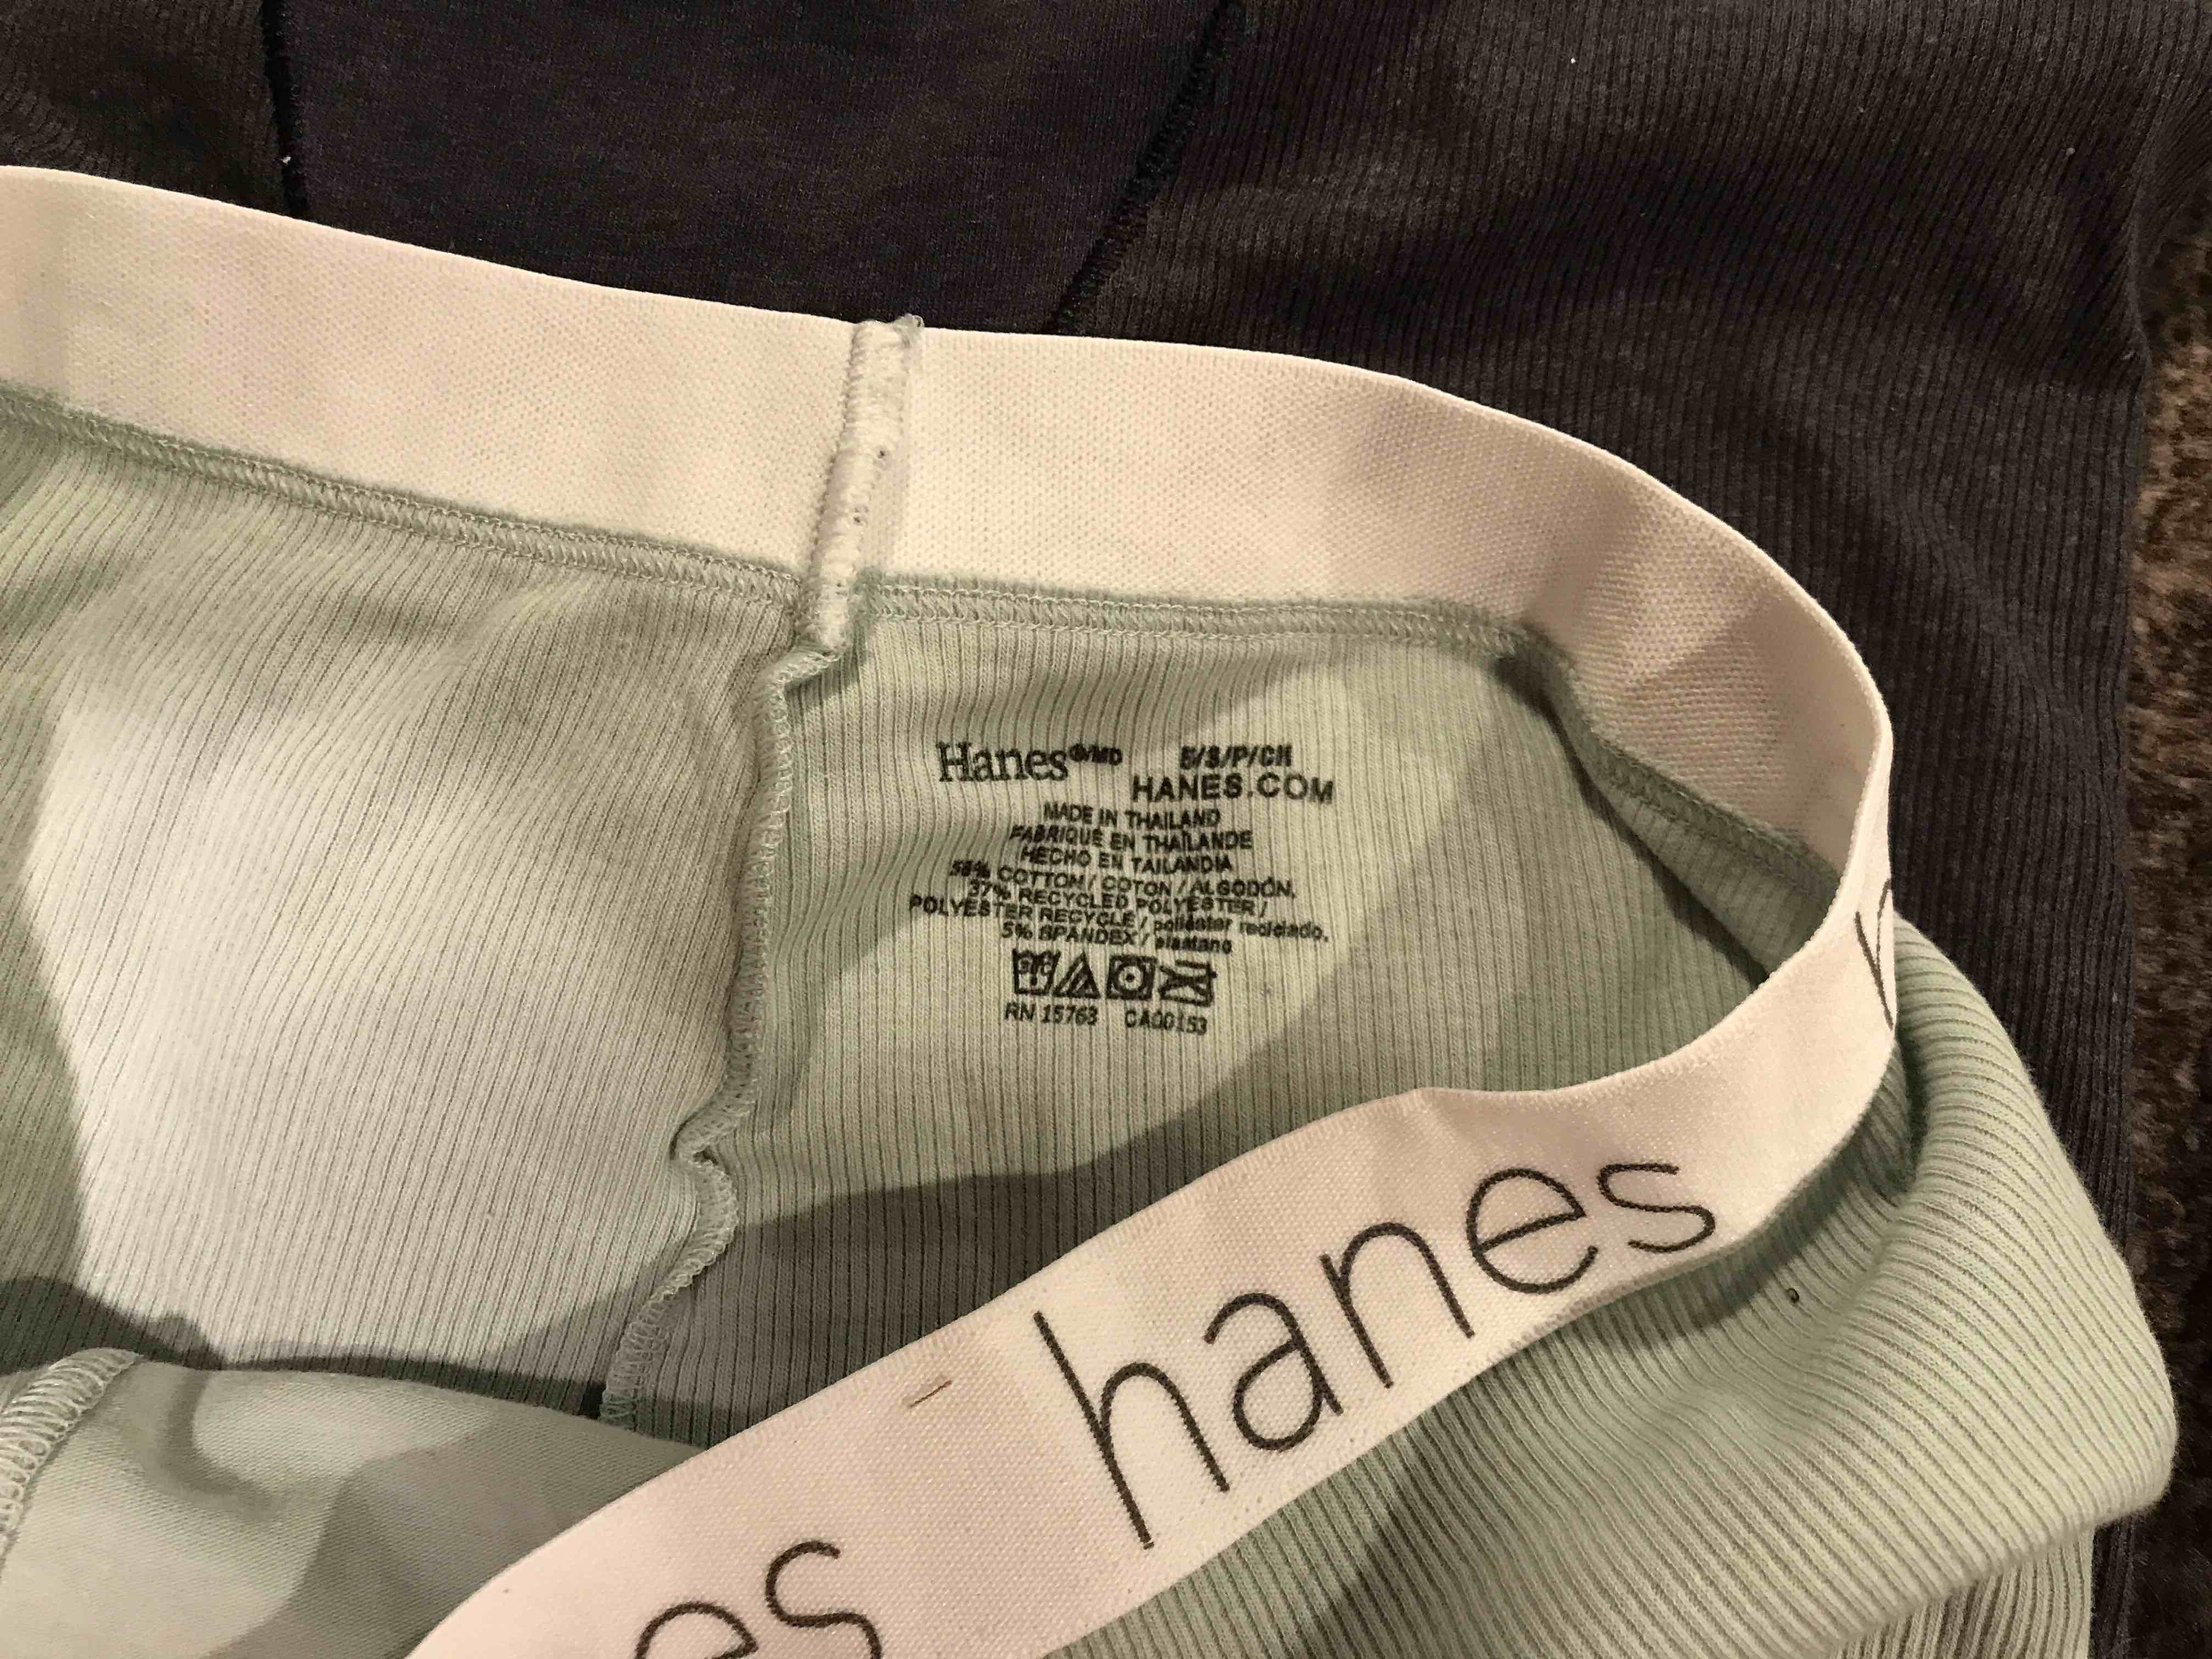 Hanes®/MD 5/S/P/CH
HANES.COM
MADE IN THAILAND
FABRIQUÉ EN THAÏLANDE
HECHO EN TAILANDIA
58% COTTON / COTON / ALGODÓN,
37% RECYCLED POLYESTER /
POLYESTER RECYCLÉ / poliéster reciclado,
5% SPANDEX / elastano
RN 15763 CA00153
hanes
es